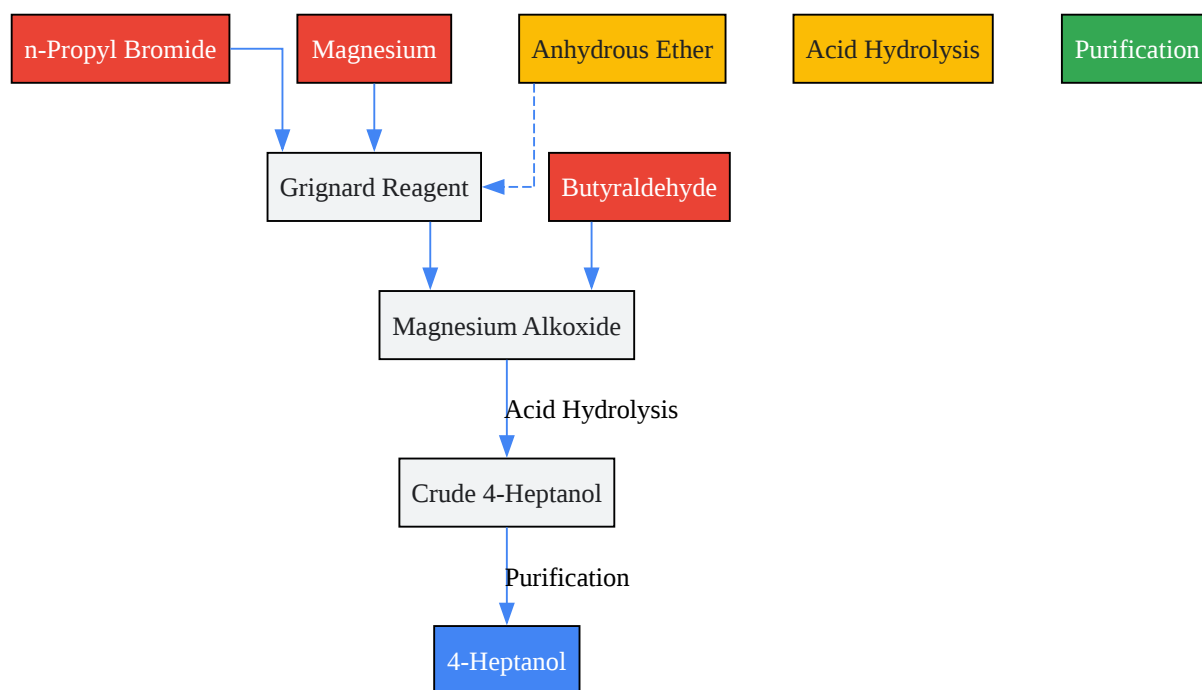 n-Propyl Bromide
Magnesium
Anhydrous Ether
Acid Hydrolysis
Purification
Grignard Reagent
Butyraldehyde
Magnesium Alkoxide
Acid Hydrolysis
Crude 4-Heptanol
Purification
4-Heptanol